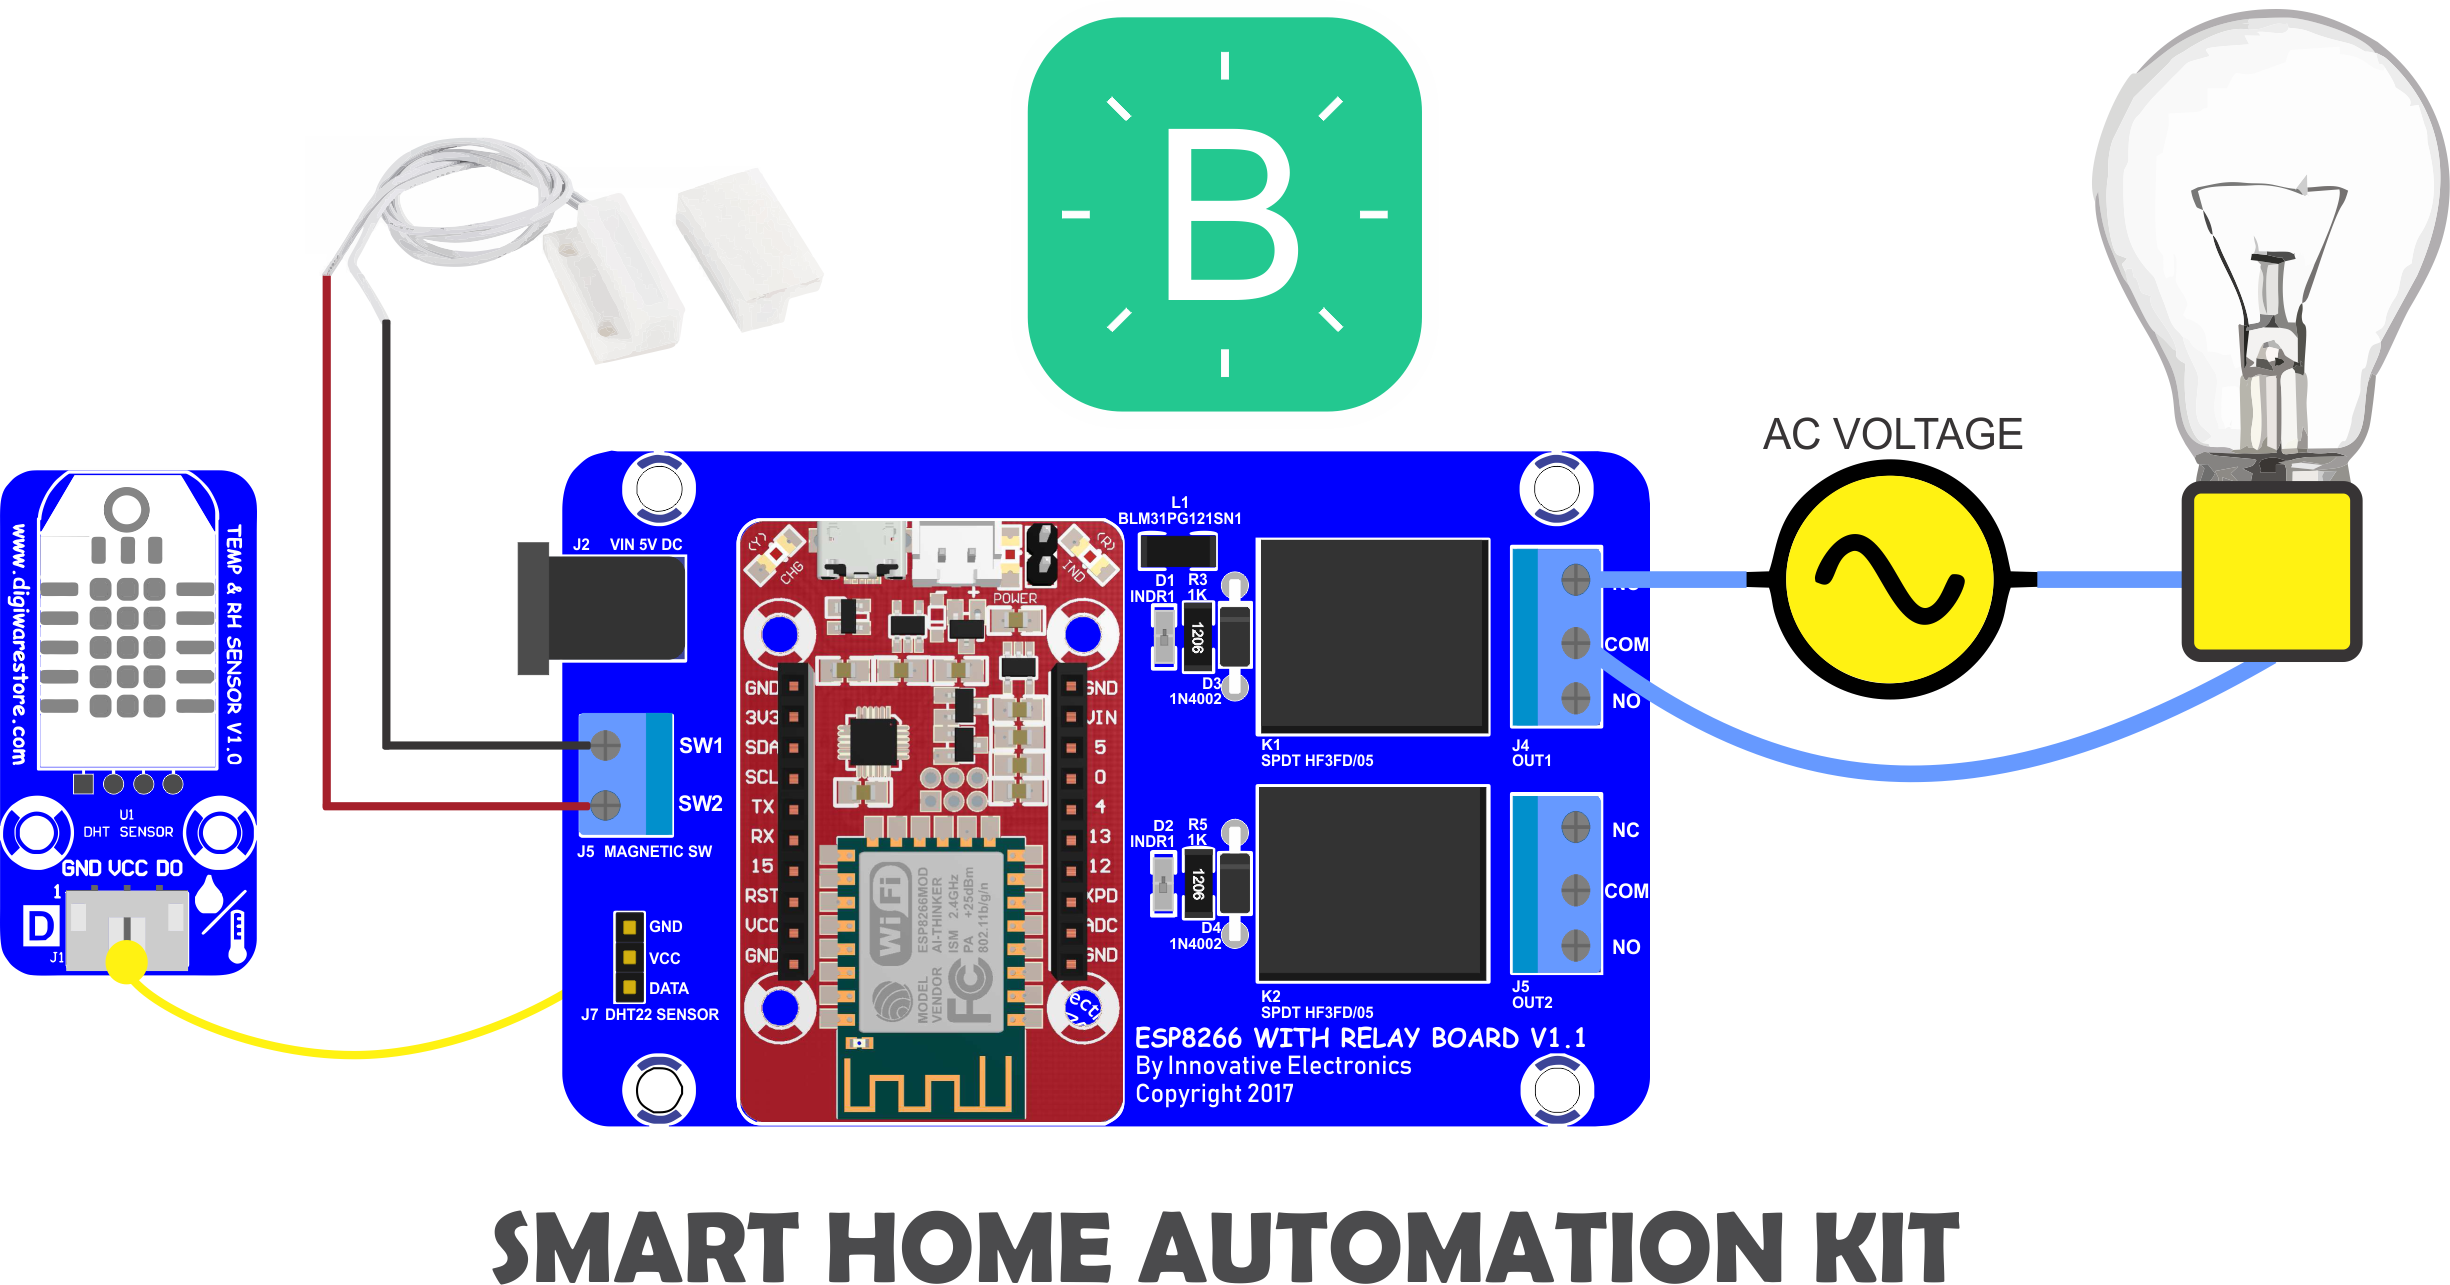 B
AC VOLTAGE
www.digiwarestore.com
TEMP & RH SENSOR V1.0
U1
DHT SENSOR
GND VCC DO
1
D
J1
J2 VIN 5V DC
SW1
SW2
J5 MAGNETIC SW
GND
VCC
DATA
J7 DHT22 SENSOR
(Y)
CHG
POWER
+
-
(R)
IND
GND
3V3
SDA
SCL
TX
RX
15
RST
VCC
GND
GND
VIN
5
0
4
13
12
XPD
ADC
GND
WiFi
MODEL ESP8266MOD
VENDOR AI-THINKER
ISM 2.4GHz
PA +25dBm
802.11b/g/n
FC
L1
BLM31PG121SN1
D1 R3
INDR1 1K
1206
D3
1N4002
K1
SPDT HF3FD/05
COM
NO
J4
OUT1
D2 R5
INDR1 1K
1206
D4
1N4002
K2
SPDT HF3FD/05
NC
COM
NO
J5
OUT2
ESP8266 WITH RELAY BOARD V1.1
By Innovative Electronics
Copyright 2017
SMART HOME AUTOMATION KIT